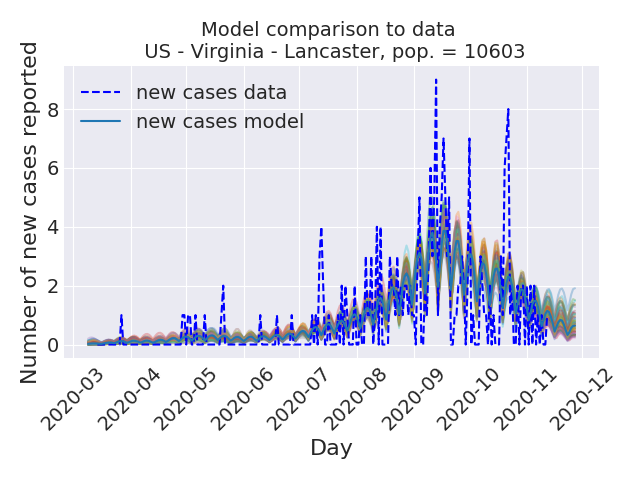 Model comparison to data
US - Virginia - Lancaster, pop. = 10603
Number of new cases reported
new cases data
new cases model
8
6
4
2
0
2020-03
2020-04
2020-05
2020-06
2020-07
2020-08
2020-09
2020-10
2020-11
2020-12
Day